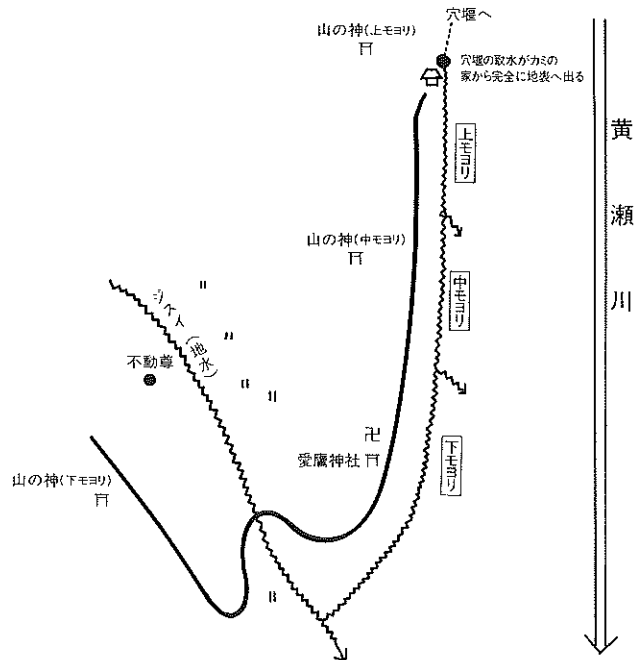 穴堰へ
山の神(上モヨリ)
穴堰の取水がカミの
家から完全に地表へ出る
黄瀬川
上モヨリ
山の神(中モヨリ)
中モヨリ
ジスイ(地水)
不動尊
愛鷹神社
下モヨリ
山の神(下モヨリ)